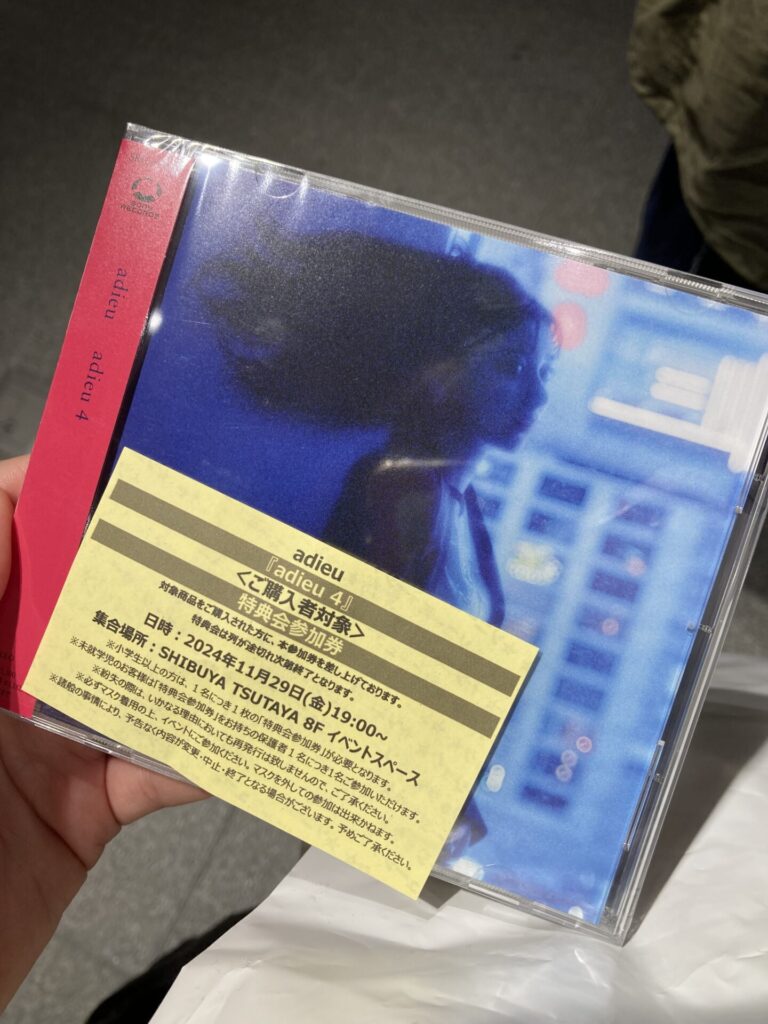 Sony Records
adieu adieu 4
adieu
『adieu 4』
<ご購入者対象>
特典会参加券
対象商品をご購入された方に、本参加券を差し上げております。
特典会は列が途切れ次第終了となります。
日時：2024年11月29日(金)19:00~
集合場所：SHIBUYA TSUTAYA 8F イベントスペース
※小学生以上の方は、1名につき1枚の「特典会参加券」が必要となります。
※未就学児のお客様は「特典会参加券」をお持ちの保護者1名につき1名ご参加いただけます。
※紛失の際は、いかなる理由においても再発行は致しませんので、ご了承ください。
※必ずマスク着用の上、イベントにご参加ください。マスクを外しての参加は出来かねます。
※諸般の事情により、予告なく内容が変更・中止・終了となる場合がございます。予めご了承ください。